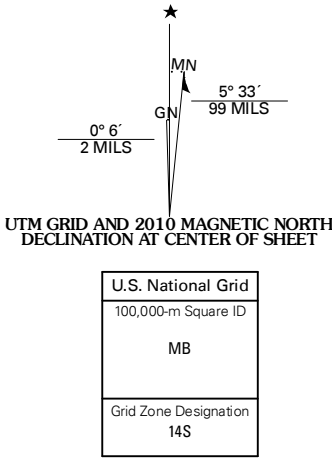 MN
GN
5° 33´
99 MILS
0° 6´
2 MILS
UTM GRID AND 2010 MAGNETIC NORTH
DECLINATION AT CENTER OF SHEET
U.S. National Grid
100,000-m Square ID
MB
Grid Zone Designation
14S